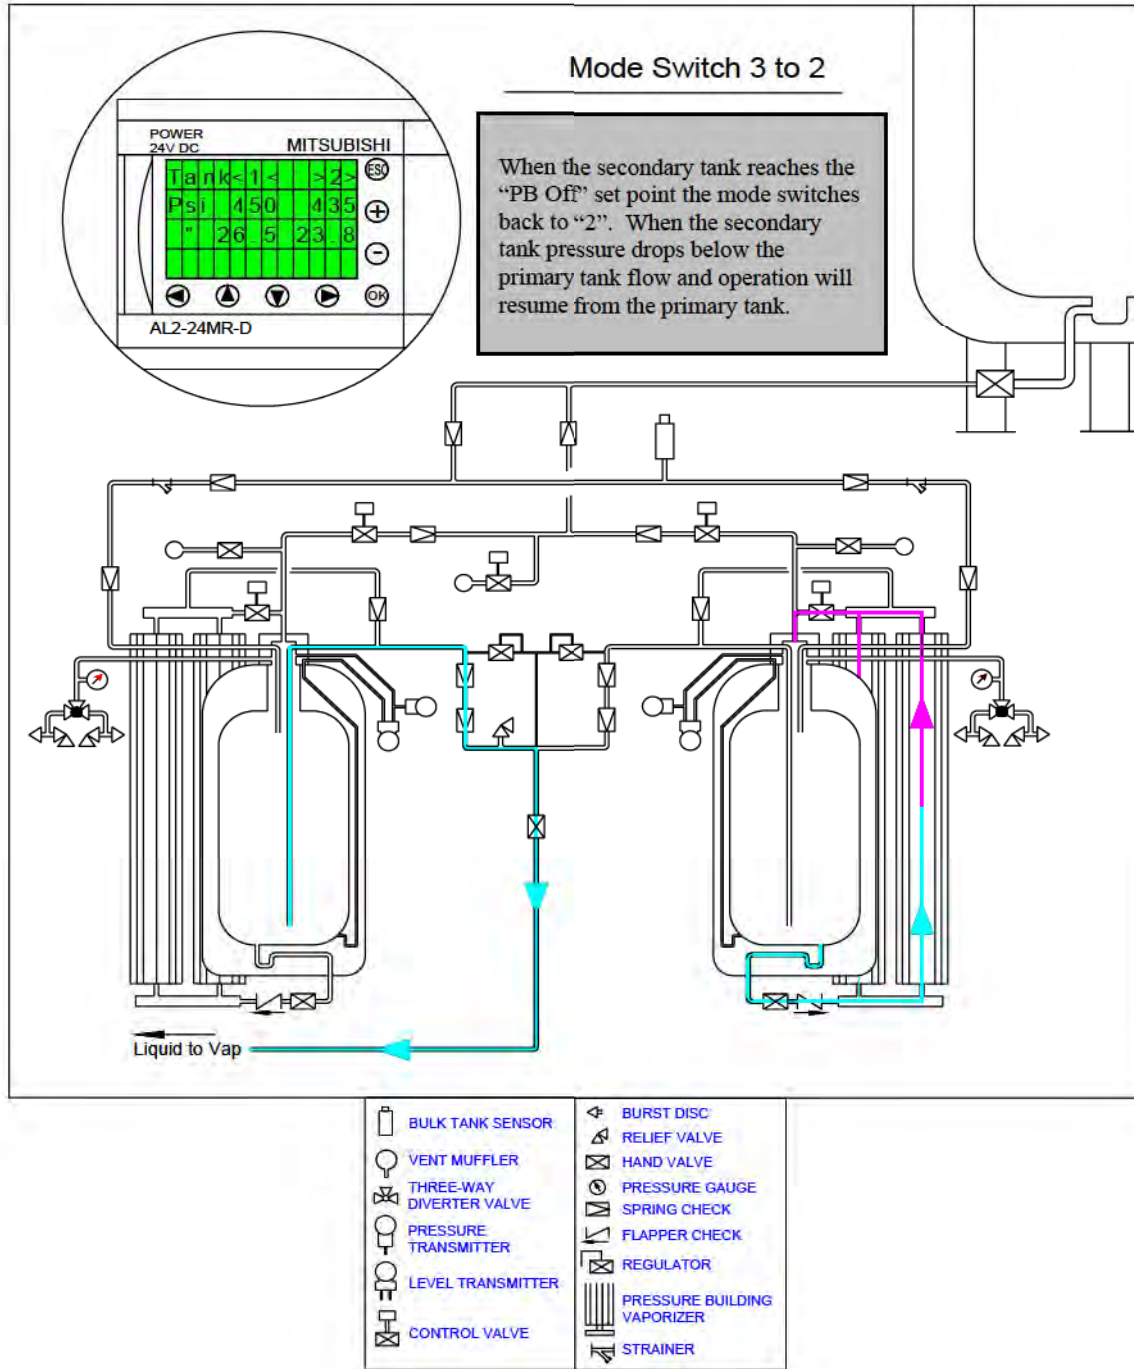 Mode Switch 3 to 2
POWER
24V DC
MITSUBISHI
Tank<1< >2>
Psi 450 435
" 26.5 23.8
ESC
+
-
OK
AL2-24MR-D
When the secondary tank reaches the
“PB Off” set point the mode switches
back to “2”. When the secondary
tank pressure drops below the
primary tank flow and operation will
resume from the primary tank.
Liquid to Vap
BULK TANK SENSOR
VENT MUFFLER
THREE-WAY
DIVERTER VALVE
PRESSURE
TRANSMITTER
LEVEL TRANSMITTER
CONTROL VALVE
BURST DISC
RELIEF VALVE
HAND VALVE
PRESSURE GAUGE
SPRING CHECK
FLAPPER CHECK
REGULATOR
PRESSURE BUILDING
VAPORIZER
STRAINER